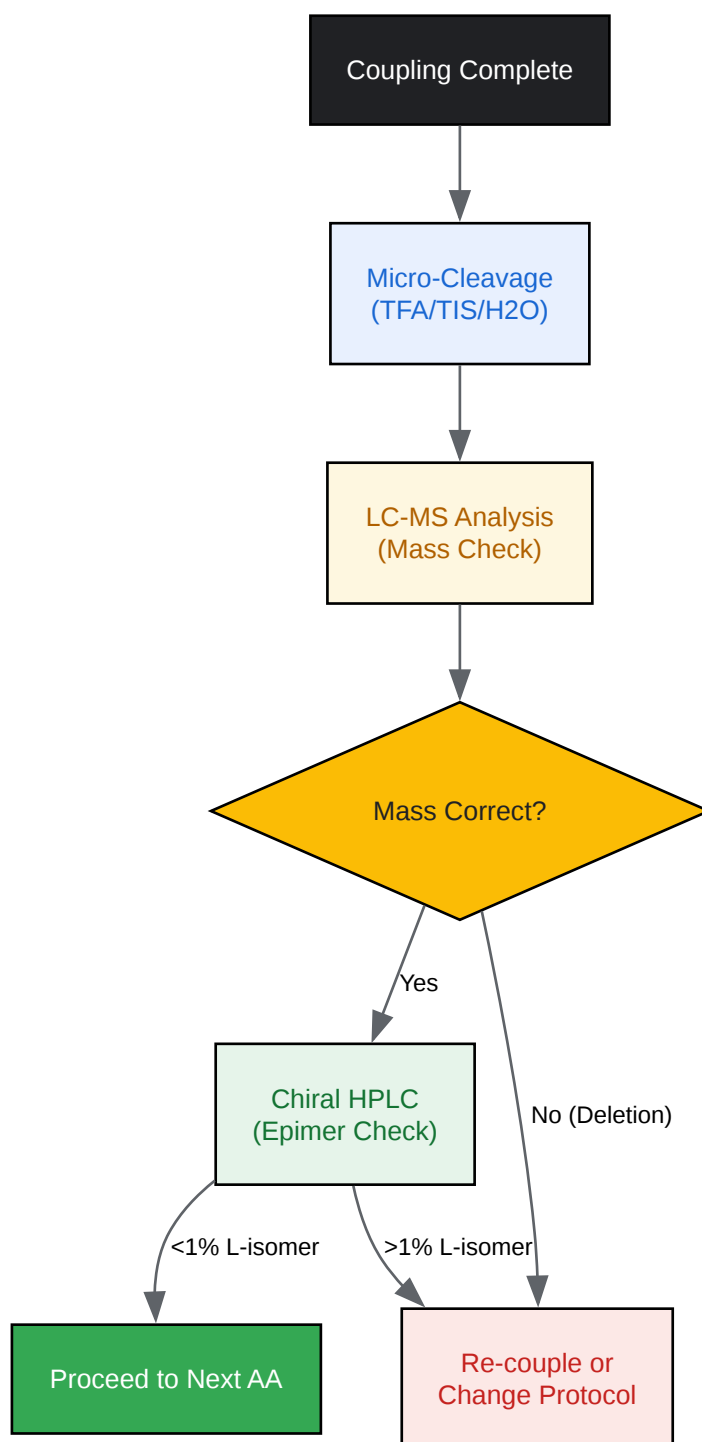 Coupling Complete
Micro-Cleavage
(TFA/TIS/H2O)
LC-MS Analysis
(Mass Check)
Mass Correct?
Yes
Chiral HPLC
(Epimer Check)
No (Deletion)
<1% L-isomer
>1% L-isomer
Proceed to Next AA
Re-couple or
Change Protocol